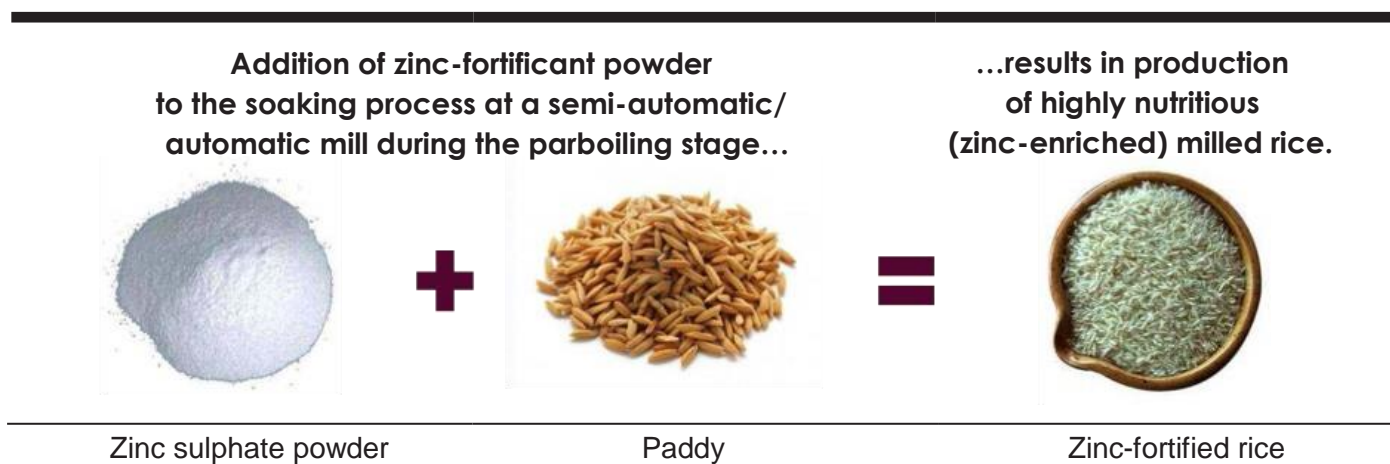 Addition of zinc-fortificant powder
to the soaking process at a semi-automatic/
automatic mill during the parboiling stage…
…results in production
of highly nutritious
(zinc-enriched) milled rice.
Zinc sulphate powder
Paddy
Zinc-fortified rice